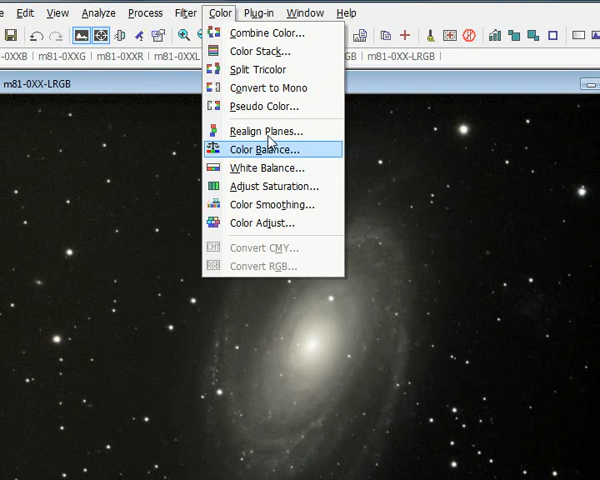 Edit View Analyze Process Filter Color Plug-in Window Help
-0XXB m81-0XXG m81-0XXR m81-0XXL RGB m81-0XX-LRGB
m81-0XX-LRGB
Combine Color...
Color Stack...
Split Tricolor
Convert to Mono
Pseudo Color...
Realign Planes...
Color Balance...
White Balance...
Adjust Saturation...
Color Smoothing...
Color Adjust...
CMY Convert CMY...
RGB Convert RGB...